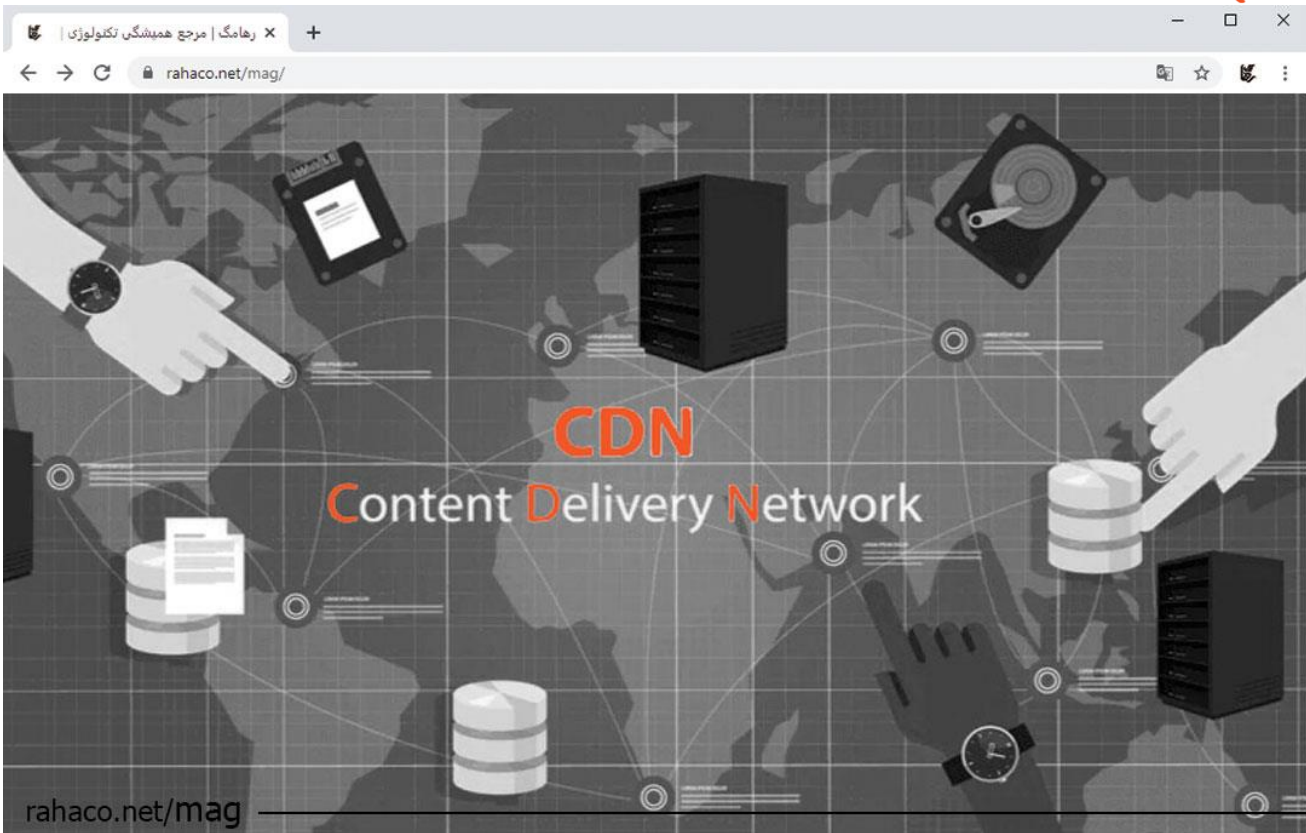 رهامگ | مرجع همیشگی تکنولوژی |
rahaco.net/mag/
CDN
Content Delivery Network
rahaco.net/mag